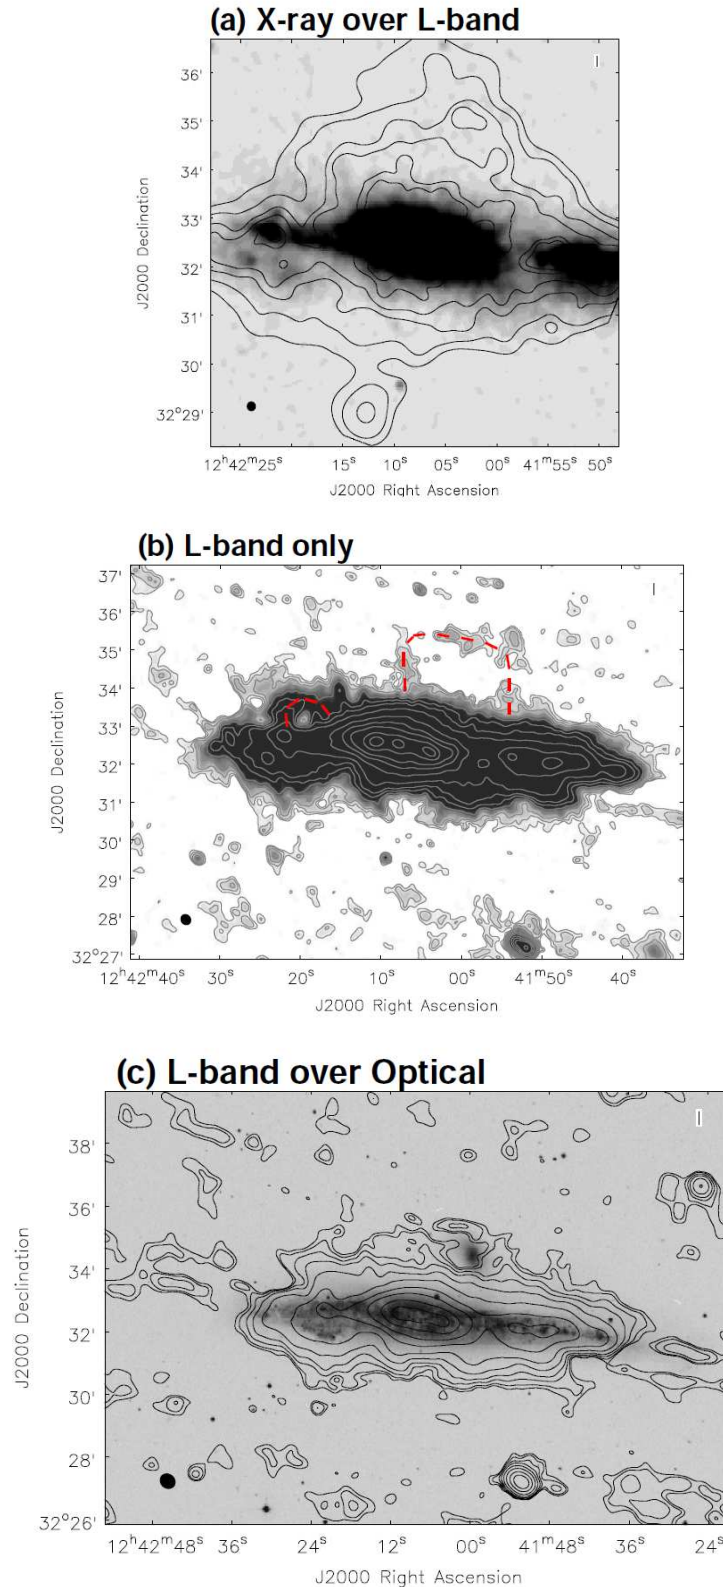 (a) X-ray over L-band
I
36'
35'
34'
33'
32'
31'
30'
32°29'
J2000 Declination
12ʰ42ᵐ25ˢ 15ˢ 10ˢ 05ˢ 00ˢ 41ᵐ55ˢ 50ˢ
J2000 Right Ascension
(b) L-band only
I
37'
36'
35'
34'
33'
32'
31'
30'
29'
28'
32°27'
J2000 Declination
12ʰ42ᵐ40ˢ 30ˢ 20ˢ 10ˢ 00ˢ 41ᵐ50ˢ 40ˢ
J2000 Right Ascension
(c) L-band over Optical
I
38'
36'
34'
32'
30'
28'
32°26'
J2000 Declination
12ʰ42ᵐ48ˢ 36ˢ 24ˢ 12ˢ 00ˢ 41ᵐ48ˢ 36ˢ 24ˢ
J2000 Right Ascension